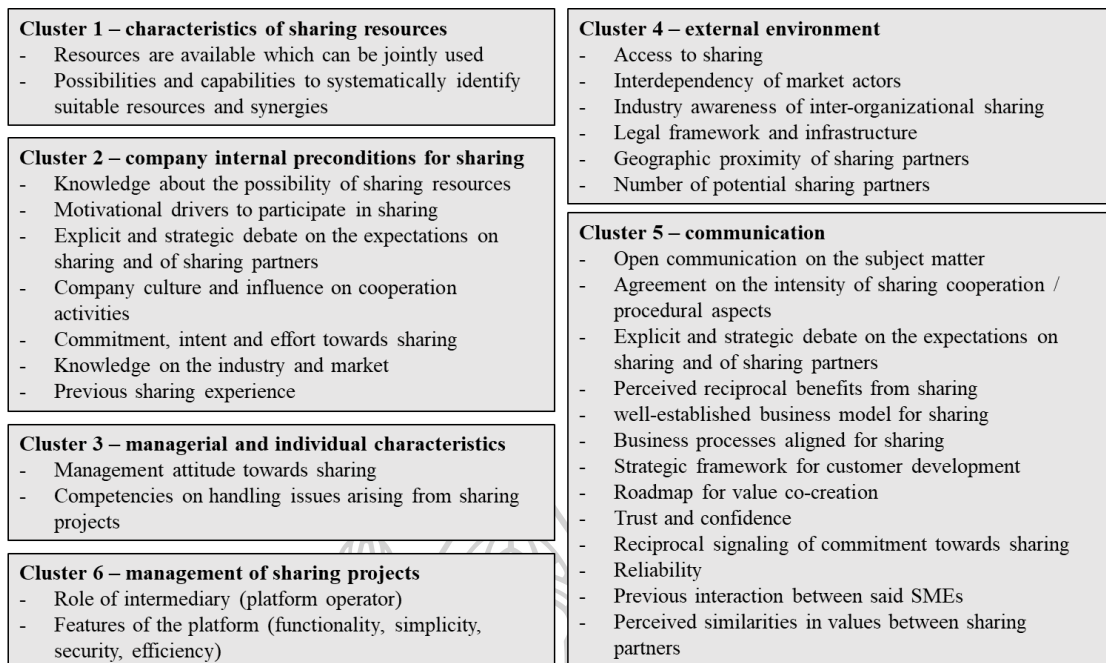 Cluster 1 – characteristics of sharing resources
- Resources are available which can be jointly used
- Possibilities and capabilities to systematically identify
suitable resources and synergies
Cluster 2 – company internal preconditions for sharing
- Knowledge about the possibility of sharing resources
- Motivational drivers to participate in sharing
- Explicit and strategic debate on the expectations on
sharing and of sharing partners
- Company culture and influence on cooperation
activities
- Commitment, intent and effort towards sharing
- Knowledge on the industry and market
- Previous sharing experience
Cluster 3 – managerial and individual characteristics
- Management attitude towards sharing
- Competencies on handling issues arising from sharing
projects
Cluster 6 – management of sharing projects
- Role of intermediary (platform operator)
- Features of the platform (functionality, simplicity,
security, efficiency)
Cluster 4 – external environment
- Access to sharing
- Interdependency of market actors
- Industry awareness of inter-organizational sharing
- Legal framework and infrastructure
- Geographic proximity of sharing partners
- Number of potential sharing partners
Cluster 5 – communication
- Open communication on the subject matter
- Agreement on the intensity of sharing cooperation /
procedural aspects
- Explicit and strategic debate on the expectations on
sharing and of sharing partners
- Perceived reciprocal benefits from sharing
- well-established business model for sharing
- Business processes aligned for sharing
- Strategic framework for customer development
- Roadmap for value co-creation
- Trust and confidence
- Reciprocal signaling of commitment towards sharing
- Reliability
- Previous interaction between said SMEs
- Perceived similarities in values between sharing
partners